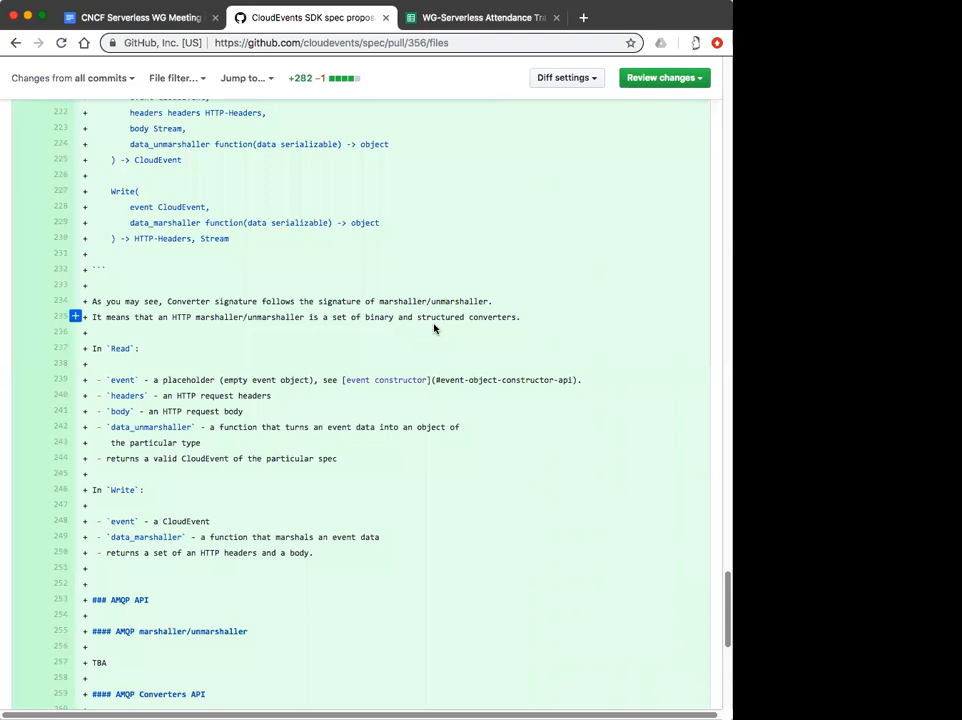 CNCF Serverless WG Meeting
CloudEvents SDK spec propos
WG-Serverless Attendance Tra
GitHub, Inc. [US] https://github.com/cloudevents/spec/pull/356/files
Changes from all commits File filter... Jump to... +282 −1 Diff settings Review changes
222 + headers headers HTTP-Headers,
223 + body Stream,
224 + data_unmarshaller function(data serializable) -> object
225 + ) -> CloudEvent
226 +
227 + Write(
228 + event CloudEvent,
229 + data_marshaller function(data serializable) -> object
230 + ) -> HTTP-Headers, Stream
231 +
232 + ```
233 +
234 + As you may see, Converter signature follows the signature of marshaller/unmarshaller.
235 + It means that an HTTP marshaller/unmarshaller is a set of binary and structured converters.
236 +
237 + In `Read`:
238 +
239 + - `event` - a placeholder (empty event object), see [event constructor](#event-object-constructor-api).
240 + - `headers` - an HTTP request headers
241 + - `body` - an HTTP request body
242 + - `data_unmarshaller` - a function that turns an event data into an object of
243 + the particular type
244 + - returns a valid CloudEvent of the particular spec
245 +
246 + In `Write`:
247 +
248 + - `event` - a CloudEvent
249 + - `data_marshaller` - a function that marshals an event data
250 + - returns a set of an HTTP headers and a body.
251 +
252 +
253 + ### AMQP API
254 +
255 + #### AMQP marshaller/unmarshaller
256 +
257 + TBA
258 +
259 + #### AMQP Converters API